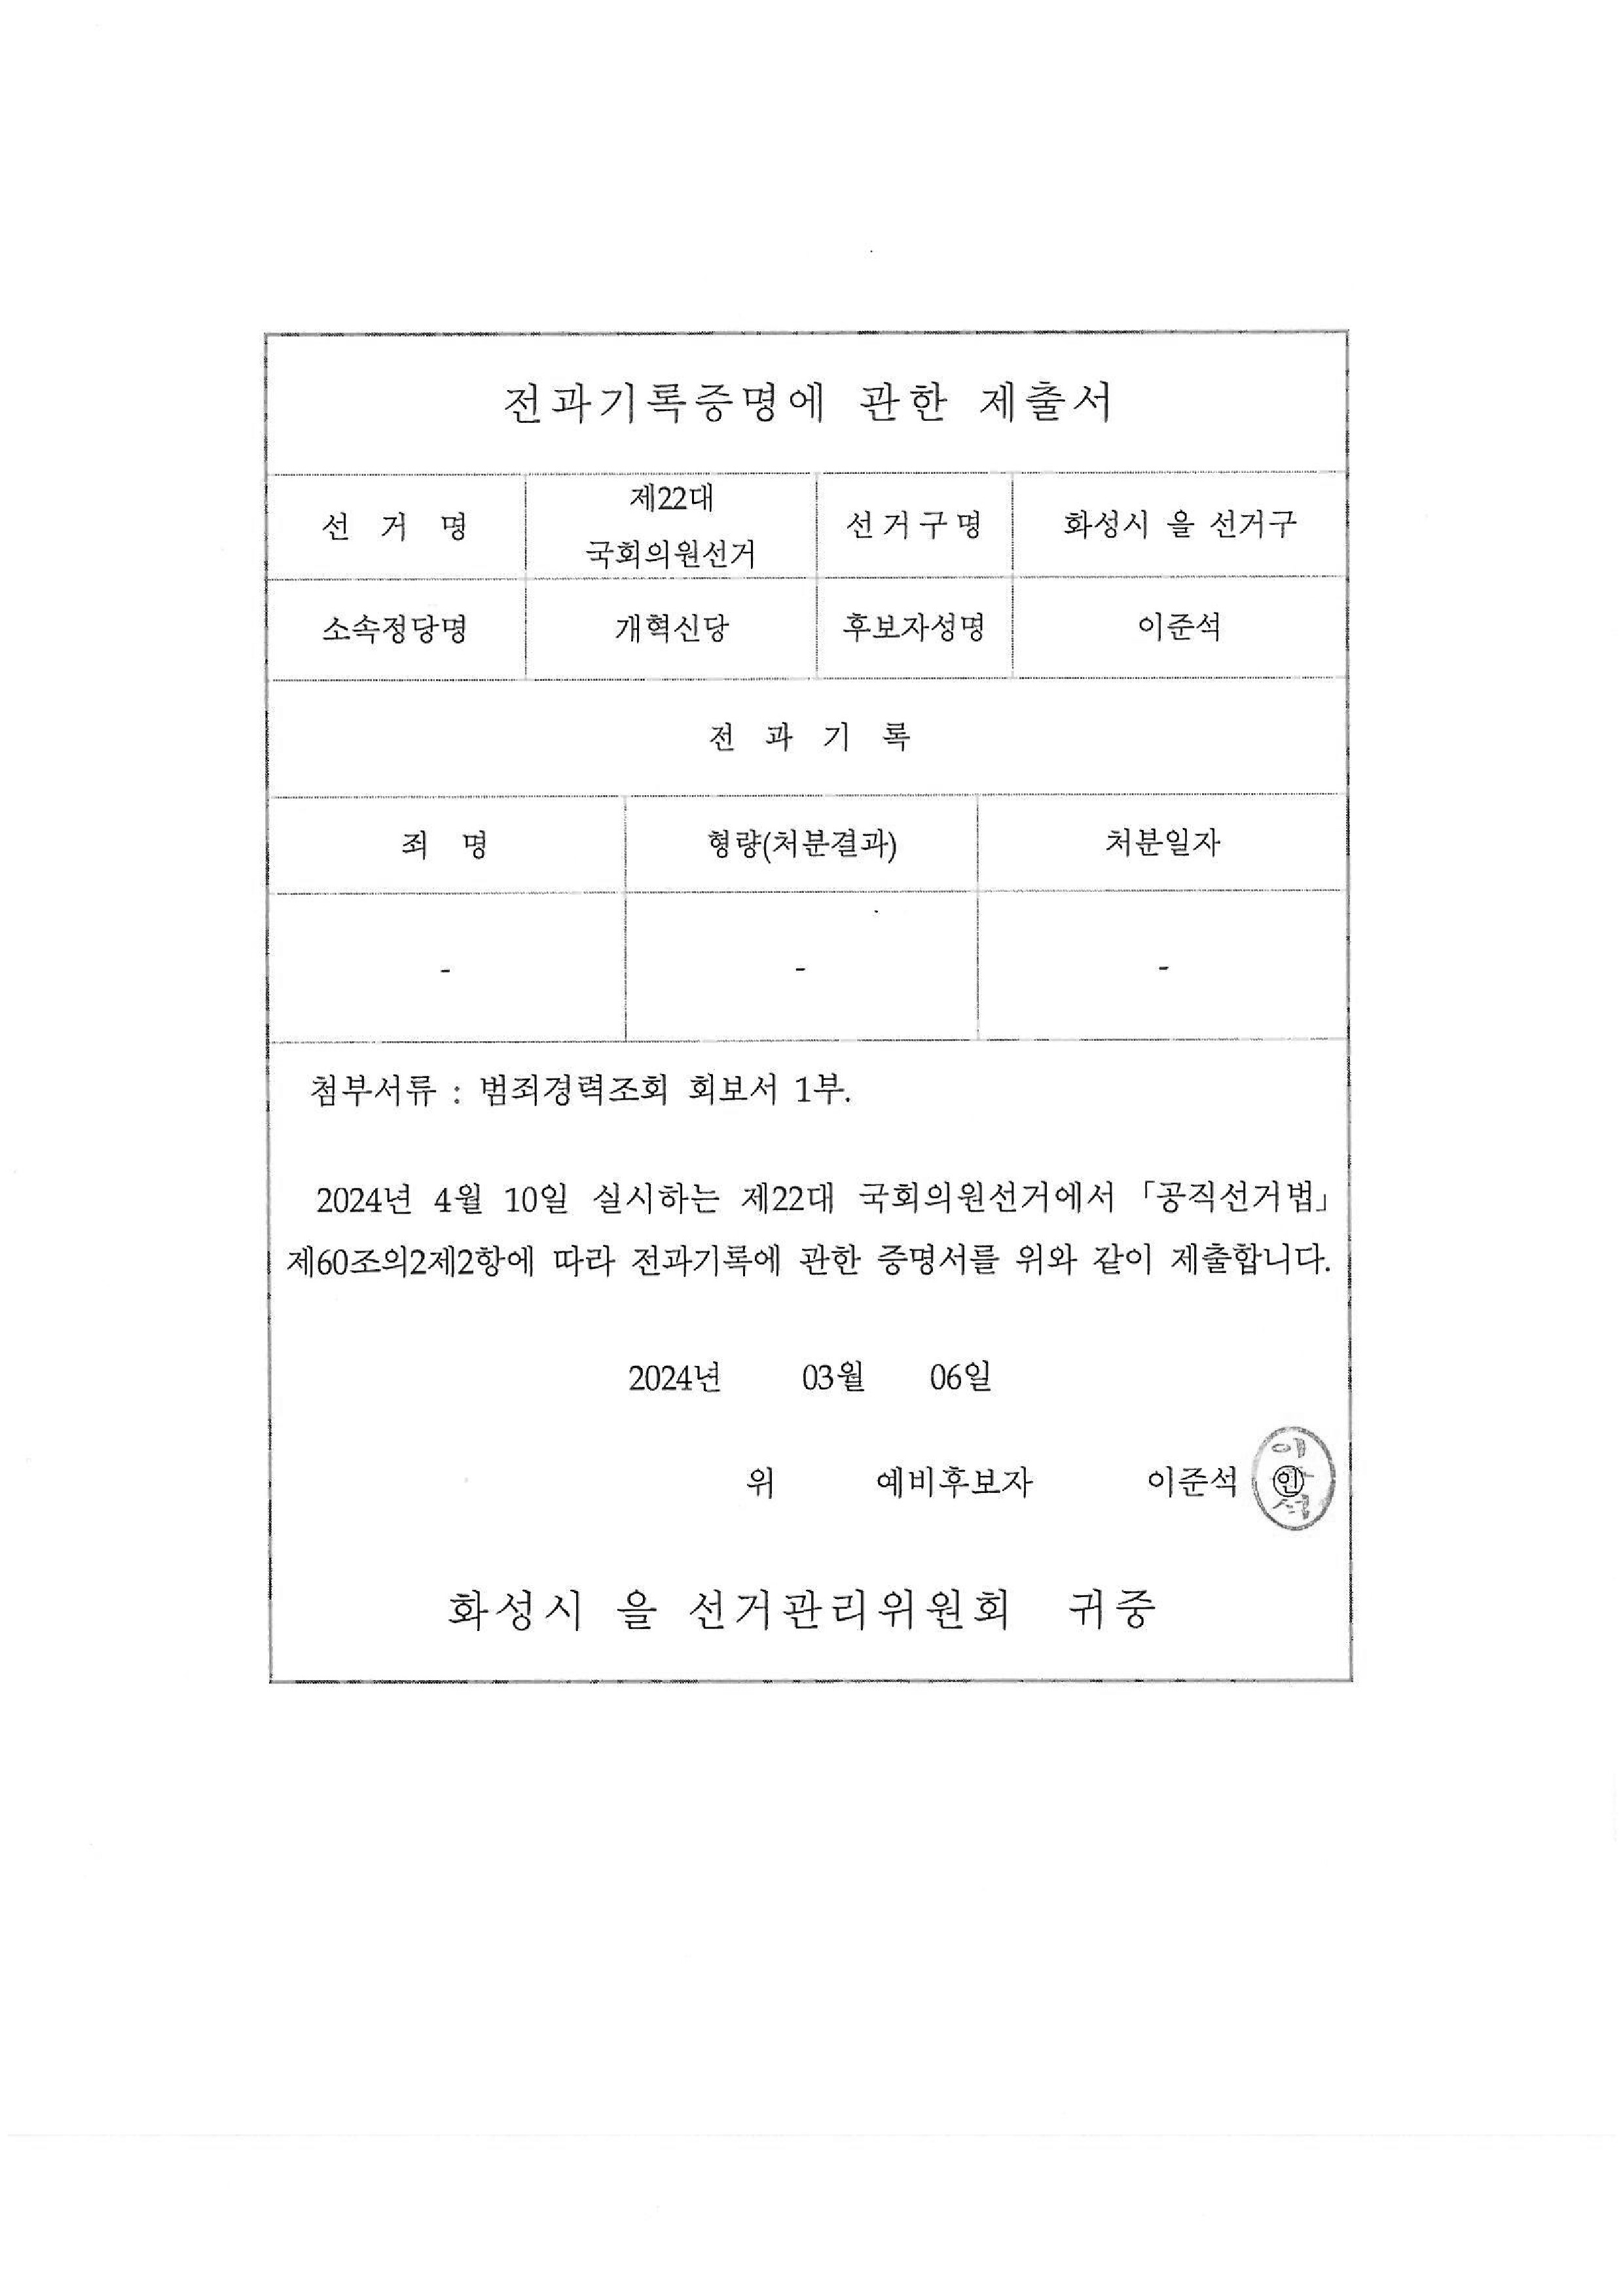 전과기록증명에 관한 제출서
선 거 명 제22대 국회의원선거 선거구명 화성시 을 선거구
소속정당명 개혁신당 후보자성명 이준석
전 과 기 록
죄 명 형량(처분결과) 처분일자
- - -
첨부서류 : 범죄경력조회 회보서 1부.
2024년 4월 10일 실시하는 제22대 국회의원선거에서 「공직선거법」
제60조의2제2항에 따라 전과기록에 관한 증명서를 위와 같이 제출합니다.
2024년 03월 06일
위 예비후보자 이준석 ㊞
화성시 을 선거관리위원회 귀중